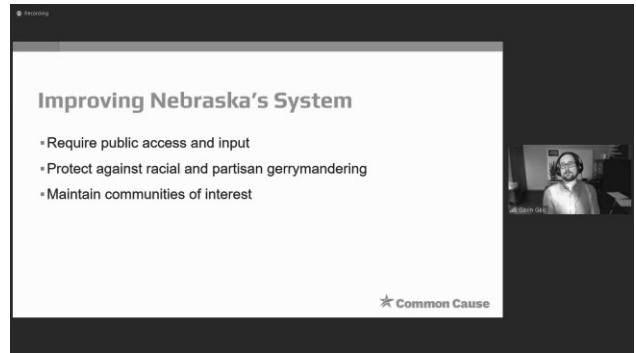 Recording
Improving Nebraska's System
▪Require public access and input
▪Protect against racial and partisan gerrymandering
▪Maintain communities of interest
Common Cause